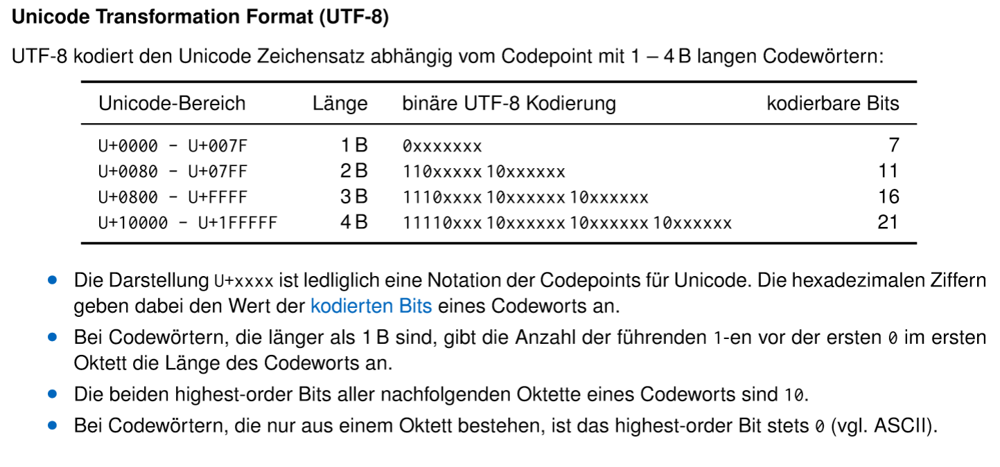 Unicode Transformation Format (UTF-8)
UTF-8 kodiert den Unicode Zeichensatz abhängig vom Codepoint mit 1 – 4 B langen Codewörtern:
Unicode-Bereich Länge binäre UTF-8 Kodierung kodierbare Bits
U+0000 - U+007F 1 B 0xxxxxxx 7
U+0080 - U+07FF 2 B 110xxxxx 10xxxxxx 11
U+0800 - U+FFFF 3 B 1110xxxx 10xxxxxx 10xxxxxx 16
U+10000 - U+1FFFFF 4 B 11110xxx 10xxxxxx 10xxxxxx 10xxxxxx 21
• Die Darstellung U+xxxx ist ledliglich eine Notation der Codepoints für Unicode. Die hexadezimalen Ziffern
geben dabei den Wert der kodierten Bits eines Codeworts an.
• Bei Codewörtern, die länger als 1 B sind, gibt die Anzahl der führenden 1-en vor der ersten 0 im ersten
Oktett die Länge des Codeworts an.
• Die beiden highest-order Bits aller nachfolgenden Oktette eines Codeworts sind 10.
• Bei Codewörtern, die nur aus einem Oktett bestehen, ist das highest-order Bit stets 0 (vgl. ASCII).